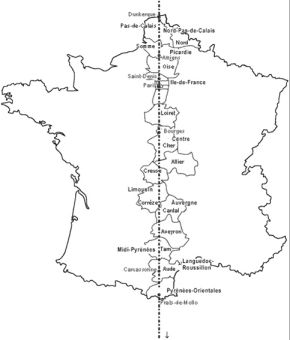 Dunkerque
Pas-de-Calais
Nord-Pas-de-Calais
Nord
Somme
Picardie
Amiens
Oise
Saint-Denis
Ile-de-France
Paris
Loiret
Bourges
Centre
Cher
Allier
Creuse
Limousin
Corrèze
Auvergne
Cantal
Aveyron
Midi-Pyrénées
Tarn
Languedoc-
Roussillon
Carcassonne
Aude
Pyrénées-Orientales
Prats-de-Mollo